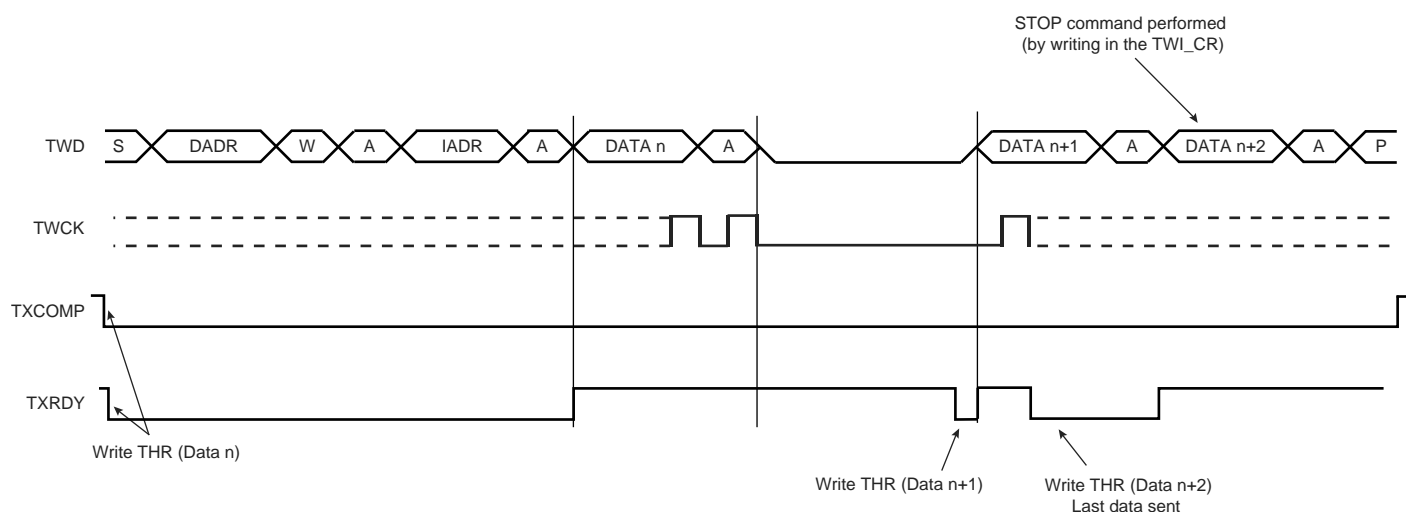 STOP command performed
(by writing in the TWI_CR)
TWD S DADR W A IADR A DATA n A DATA n+1 A DATA n+2 A P
TWCK
TXCOMP
TXRDY
Write THR (Data n)
Write THR (Data n+1)
Write THR (Data n+2)
Last data sent